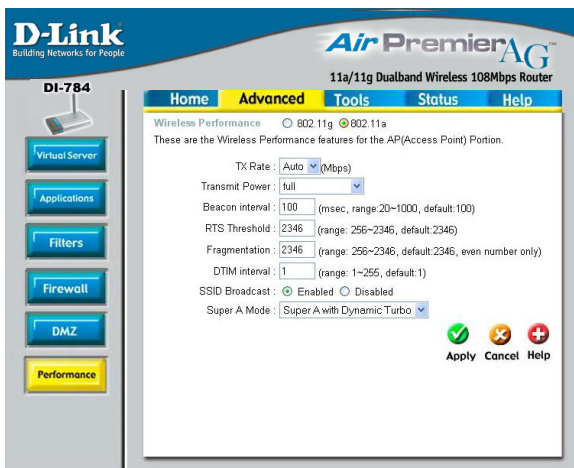 D-Link
Building Networks for People
Air PremierAG™
11a/11g Dualband Wireless 108Mbps Router
DI-784
Home Advanced Tools Status Help
Virtual Server
Applications
Filters
Firewall
DMZ
Performance
Wireless Performance 802.11g 802.11a
These are the Wireless Performance features for the AP(Access Point) Portion.
TX Rate : Auto (Mbps)
Transmit Power : full
Beacon interval : 100 (msec, range:20~1000, default:100)
RTS Threshold : 2346 (range: 256~2346, default:2346)
Fragmentation : 2346 (range: 256~2346, default:2346, even number only)
DTIM interval : 1 (range: 1~255, default:1)
SSID Broadcast : Enabled Disabled
Super A Mode : Super A with Dynamic Turbo
Apply Cancel Help